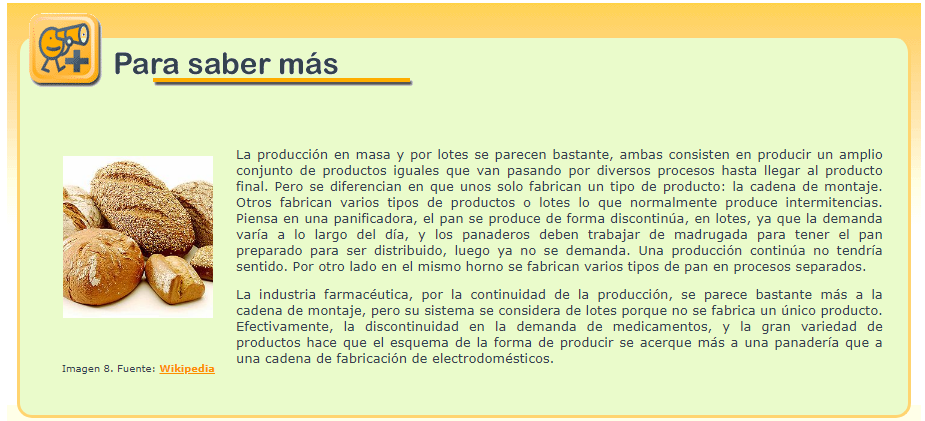 Para saber más
La producción en masa y por lotes se parecen bastante, ambas consisten en producir un amplio
conjunto de productos iguales que van pasando por diversos procesos hasta llegar al producto
final. Pero se diferencian en que unos solo fabrican un tipo de producto: la cadena de montaje.
Otros fabrican varios tipos de productos o lotes lo que normalmente produce intermitencias.
Piensa en una panificadora, el pan se produce de forma discontinúa, en lotes, ya que la demanda
varía a lo largo del día, y los panaderos deben trabajar de madrugada para tener el pan
preparado para ser distribuido, luego ya no se demanda. Una producción continúa no tendría
sentido. Por otro lado en el mismo horno se fabrican varios tipos de pan en procesos separados.
La industria farmacéutica, por la continuidad de la producción, se parece bastante más a la
cadena de montaje, pero su sistema se considera de lotes porque no se fabrica un único producto.
Efectivamente, la discontinuidad en la demanda de medicamentos, y la gran variedad de
productos hace que el esquema de la forma de producir se acerque más a una panadería que a
una cadena de fabricación de electrodomésticos.
Imagen 8. Fuente: Wikipedia